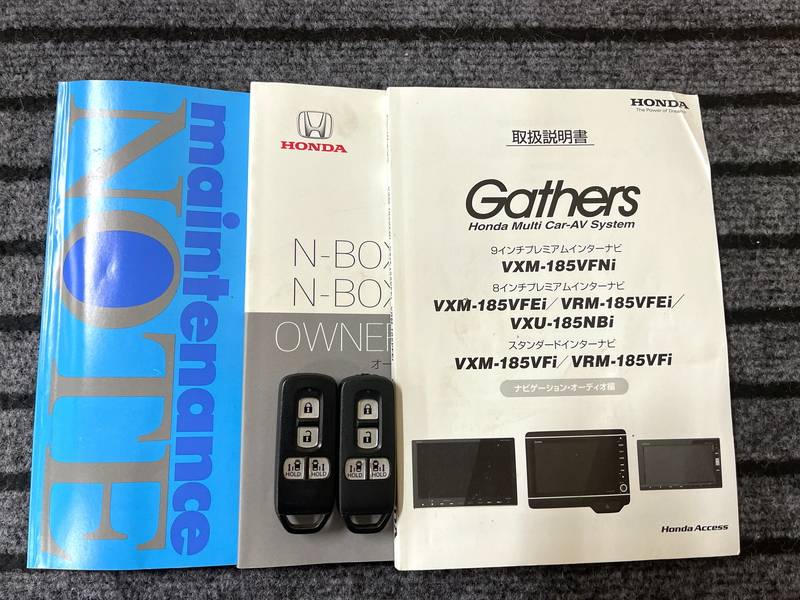 maintenance
NOTE
HONDA
N-BOX
N-BOX
OWNER
オー
HOLD HOLD
HOLD HOLD
HONDA
The Power of Dreams
取扱説明書
Gathers
Honda Multi Car-AV System
9インチプレミアムインターナビ
VXM-185VFNi
8インチプレミアムインターナビ
VXM-185VFEi/VRM-185VFEi/
VXU-185NBi
スタンダードインターナビ
VXM-185VFi/VRM-185VFi
ナビゲーション・オーディオ編
Honda Access